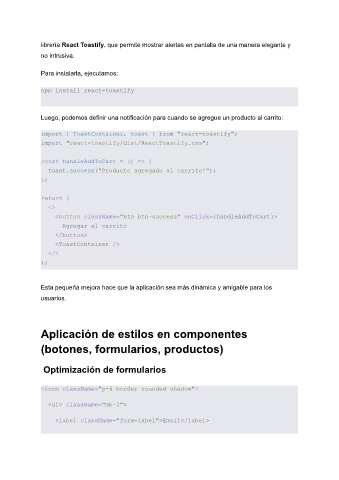 librería React Toastify, que permite mostrar alertas en pantalla de una manera elegante y
no intrusiva.
Para instalarla, ejecutamos:
npm install react-toastify
Luego, podemos definir una notificación para cuando se agregue un producto al carrito:
import { ToastContainer, toast } from "react-toastify";
import "react-toastify/dist/ReactToastify.css";
const handleAddToCart = () => {
toast.success("Producto agregado al carrito!");
};
return (
<>
<button className="btn btn-success" onClick={handleAddToCart}>
Agregar al carrito
</button>
<ToastContainer />
</>
);
Esta pequeña mejora hace que la aplicación sea más dinámica y amigable para los
usuarios.
Aplicación de estilos en componentes
(botones, formularios, productos)
Optimización de formularios
<form className="p-4 border rounded shadow">
<div className="mb-3">
<label className="form-label">Email</label>